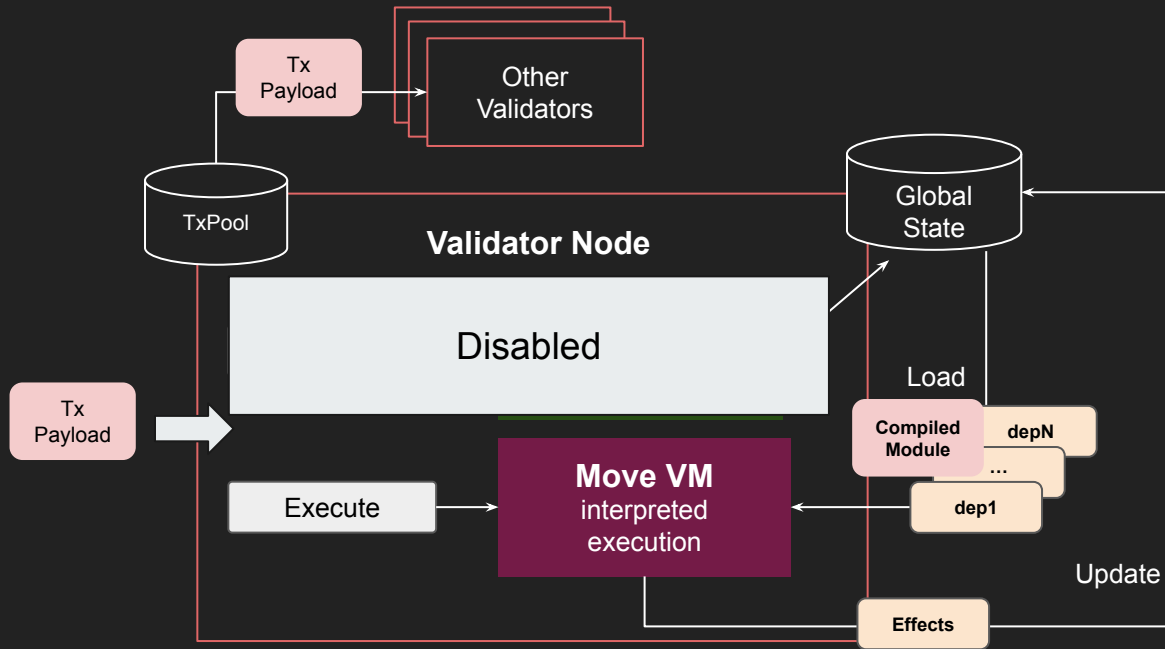 Tx
Payload
Other
Validators
TxPool
Global
State
Validator Node
Disabled
Load
Tx
Payload
Compiled
Module
depN
...
dep1
Move VM
interpreted
execution
Execute
Update
Effects